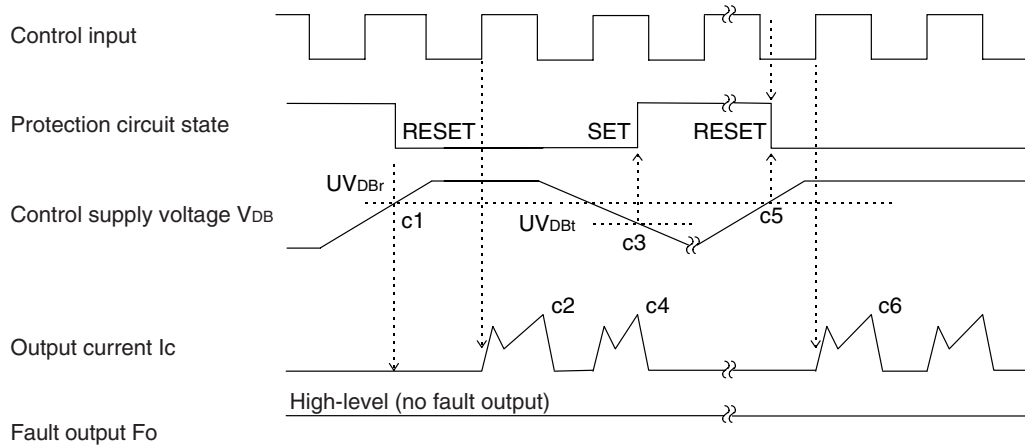 Control input
Protection circuit state
RESET
SET
RESET
UVDBr
Control supply voltage VDB
c1
UVDBt
c3
c5
c2
c4
c6
Output current Ic
High-level (no fault output)
Fault output Fo